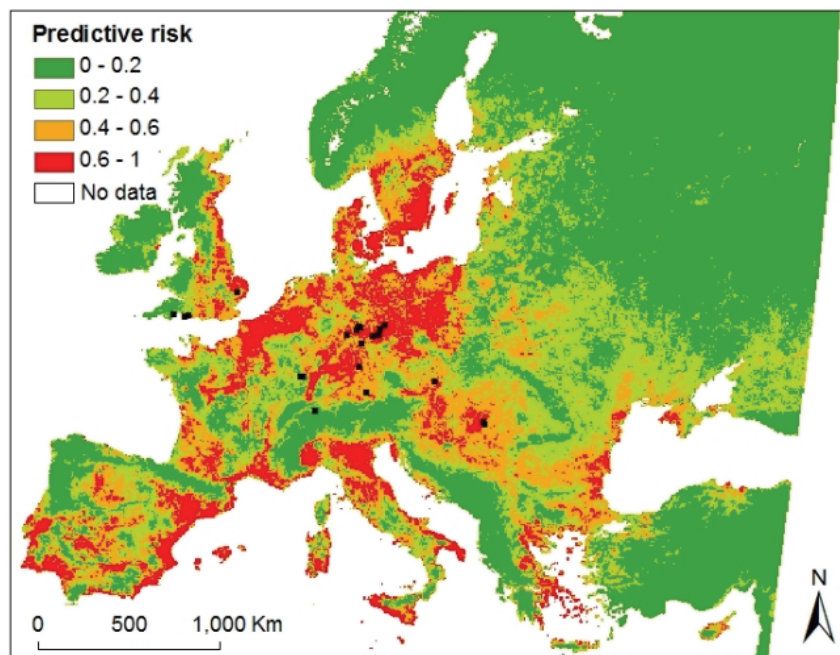 Predictive risk
0 - 0.2
0.2 - 0.4
0.4 - 0.6
0.6 - 1
No data
N
0 500 1,000 Km